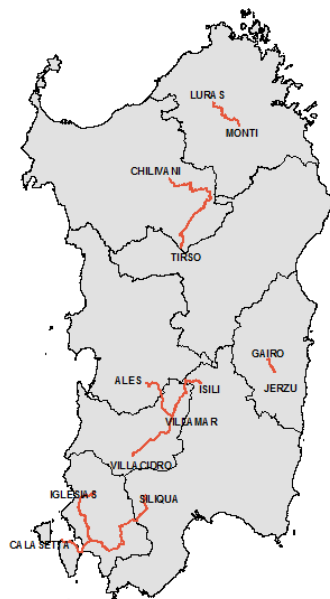 LURAS
MONTI
CHILIVANI
TIRSO
GAIRO
JERZU
ALES
ISILI
VILLAMAR
VILLACIDRO
IGLESIAS
SILIQUA
CALASETTA